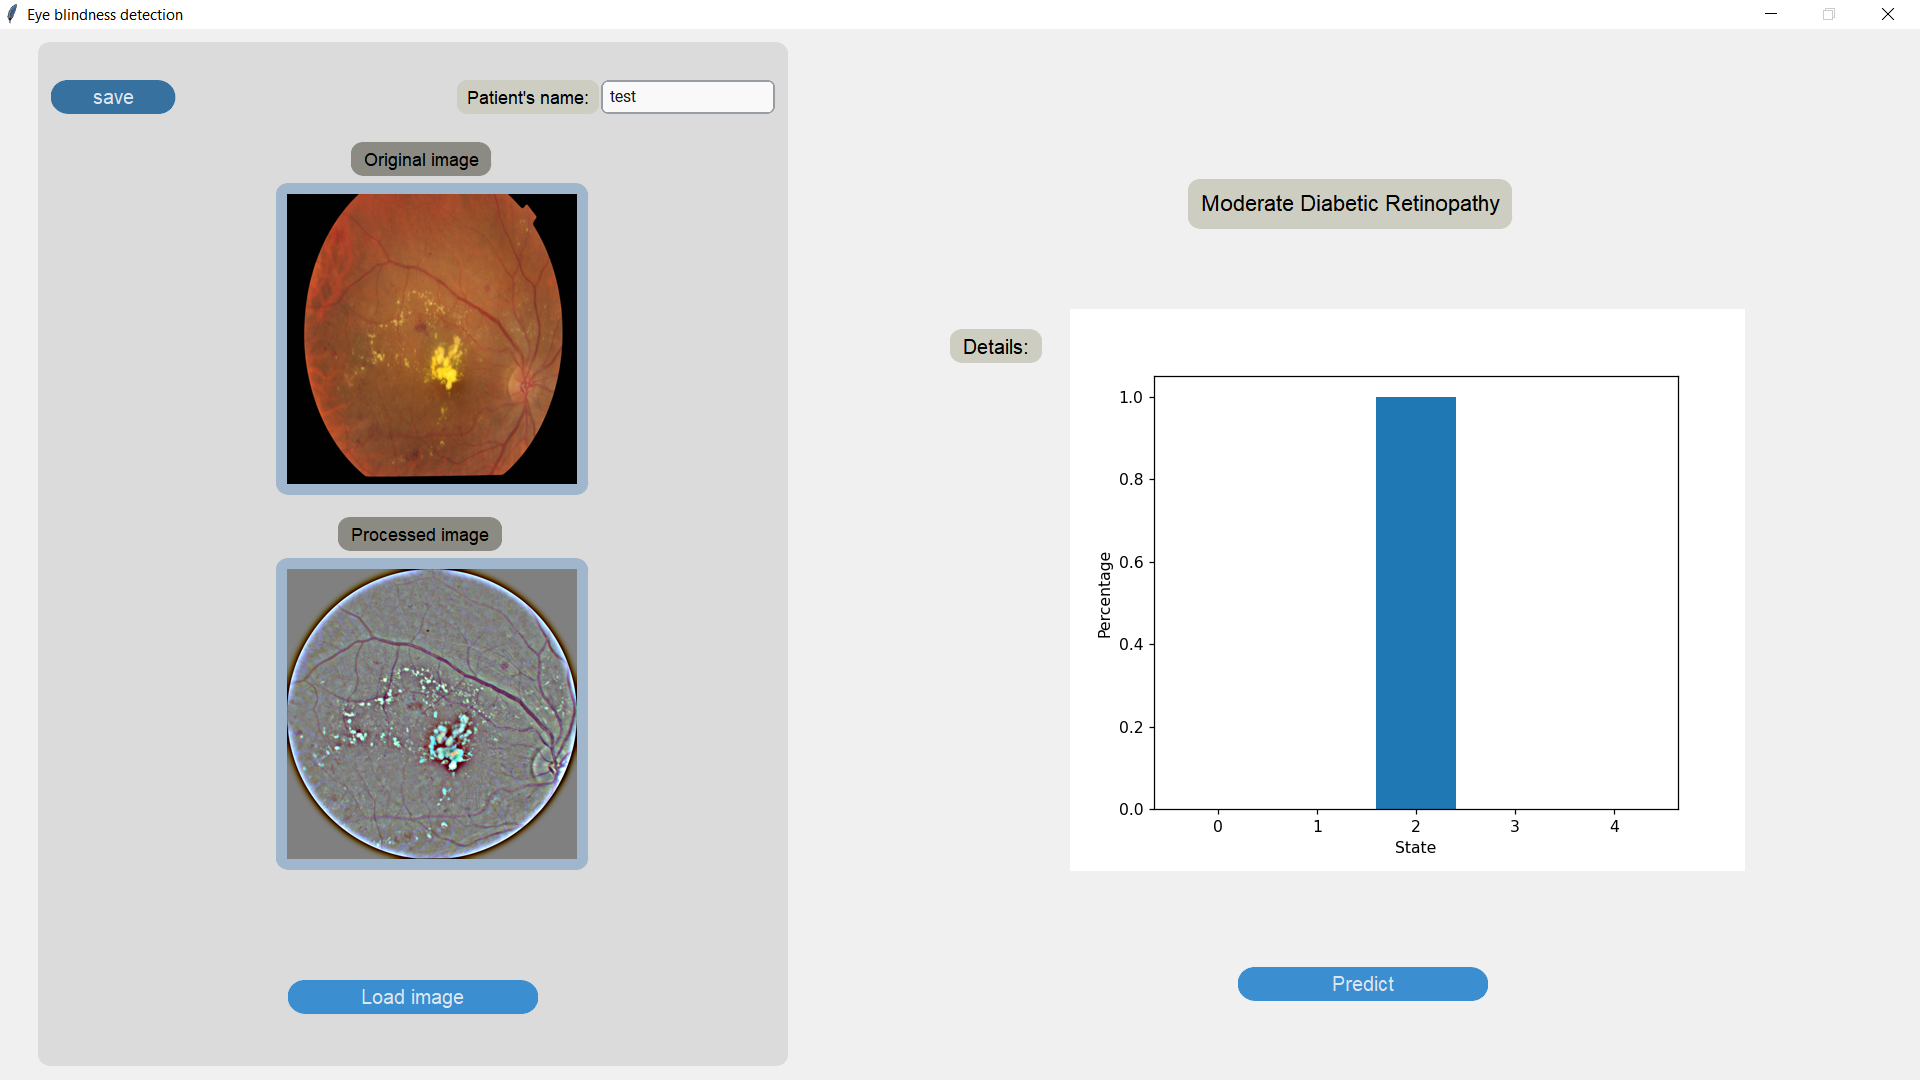 Eye blindness detection
save
Patient's name: test
Original image
Processed image
Load image
Moderate Diabetic Retinopathy
Details:
Percentage
1.0
0.8
0.6
0.4
0.2
0.0
0 1 2 3 4
State
Predict